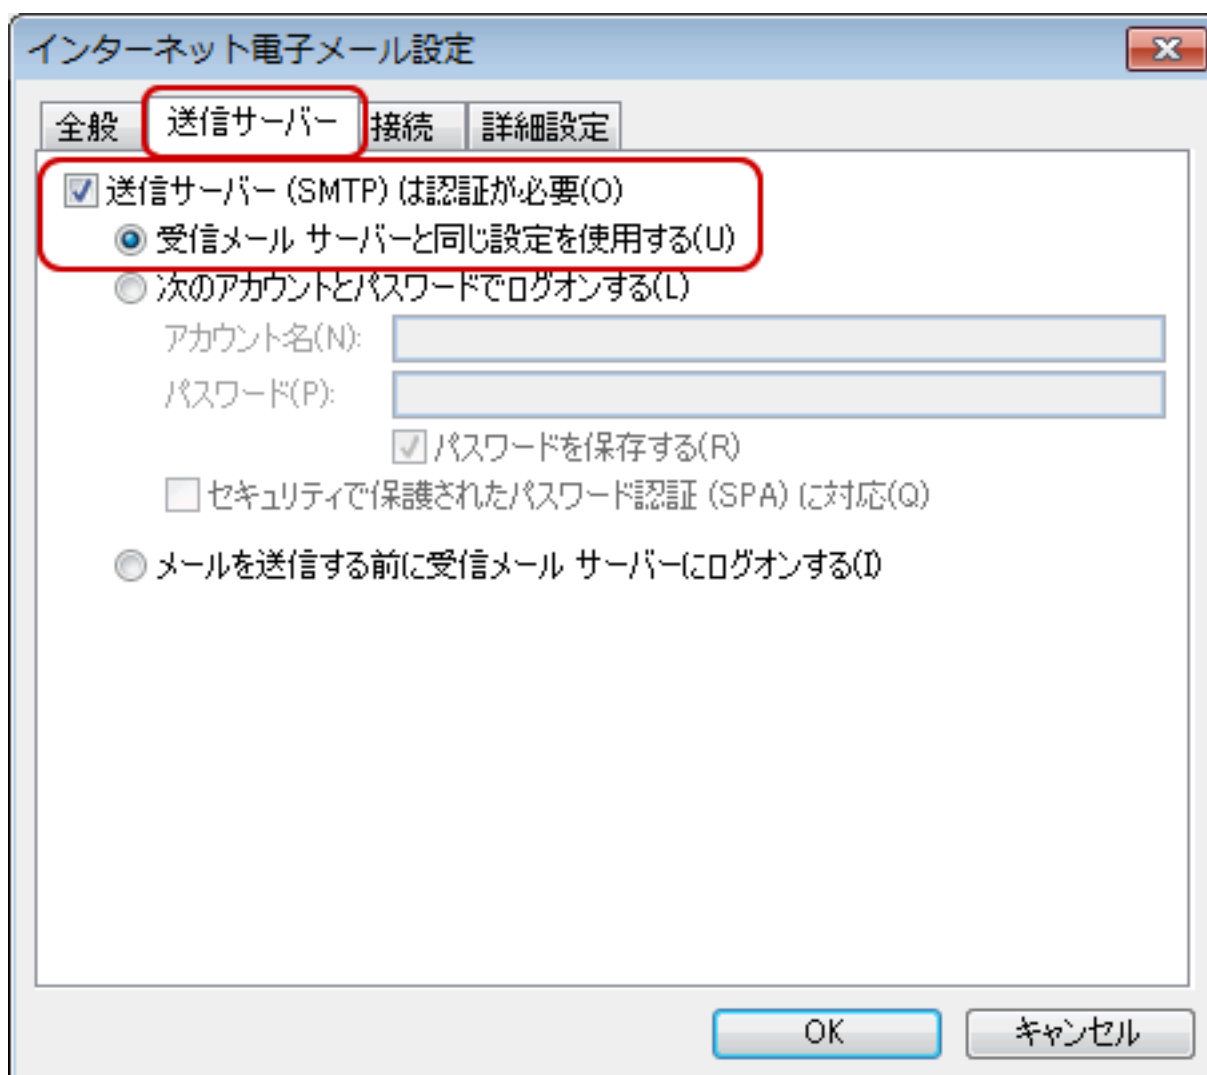 インターネット電子メール設定
全般 送信サーバー 接続 詳細設定
送信サーバー (SMTP) は認証が必要(O)
受信メール サーバーと同じ設定を使用する(U)
次のアカウントとパスワードでログオンする(L)
アカウント名(N):
パスワード(P):
パスワードを保存する(R)
セキュリティで保護されたパスワード認証 (SPA) に対応(Q)
メールを送信する前に受信メール サーバーにログオンする(I)
OK キャンセル